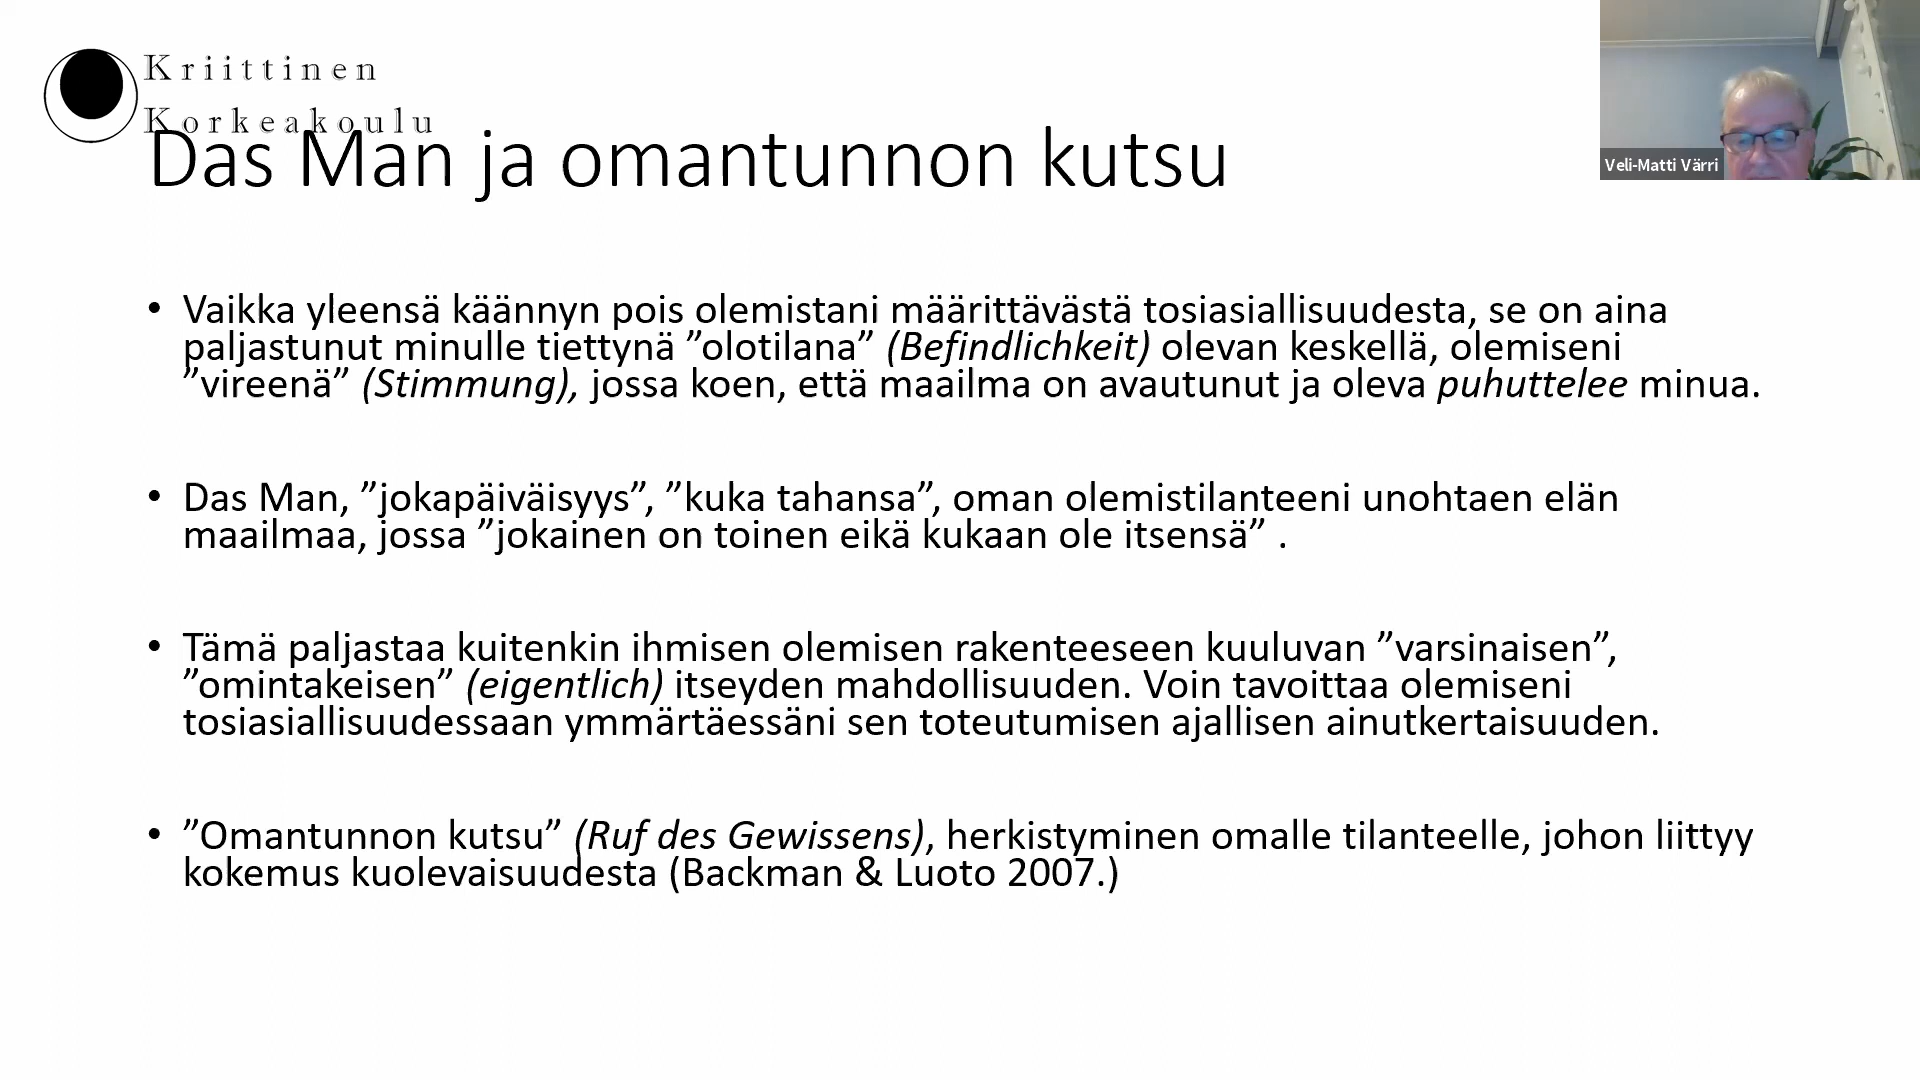 Kriittinen
Korkeakoulu
Das Man ja omantunnon kutsu
Veli-Matti Värri
• Vaikka yleensä käännyn pois olemistani määrittävästä tosiasiallisuudesta, se on aina
paljastunut minulle tiettynä ”olotilana” (Befindlichkeit) olevan keskellä, olemiseni
”vireenä” (Stimmung), jossa koen, että maailma on avautunut ja oleva puhuttelee minua.
• Das Man, ”jokapäiväisyys”, ”kuka tahansa”, oman olemistilanteeni unohtaen elän
maailmaa, jossa ”jokainen on toinen eikä kukaan ole itsensä” .
• Tämä paljastaa kuitenkin ihmisen olemisen rakenteeseen kuuluvan ”varsinaisen”,
”omintakeisen” (eigentlich) itseyden mahdollisuuden. Voin tavoittaa olemiseni
tosiasiallisuudessaan ymmärtäessäni sen toteutumisen ajallisen ainutkertaisuuden.
• ”Omantunnon kutsu” (Ruf des Gewissens), herkistyminen omalle tilanteelle, johon liittyy
kokemus kuolevaisuudesta (Backman & Luoto 2007.)